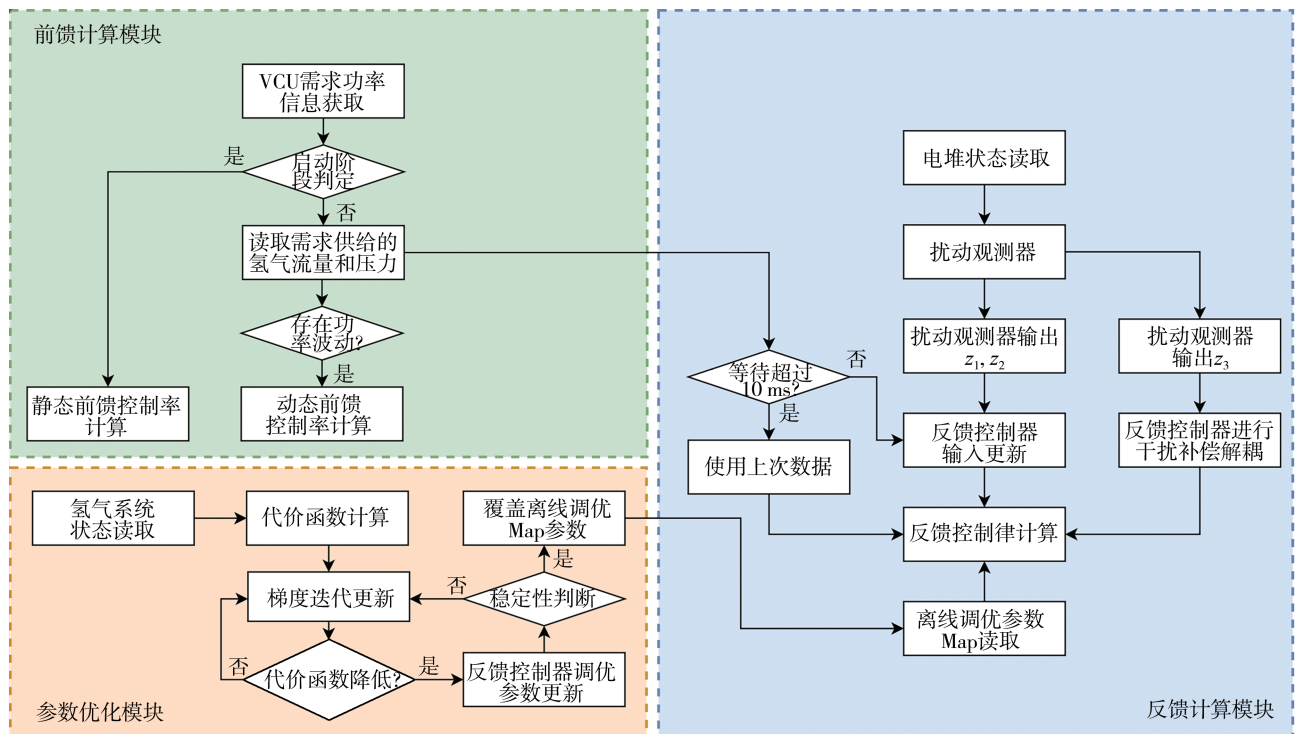 前馈计算模块
VCU需求功率
信息获取
是
启动阶
段判定
否
读取需求供给的
氢气流量和压力
存在功
率波动?
是
静态前馈控制率
计算
动态前馈
控制率计算
氢气系统
状态读取
代价函数计算
覆盖离线调优
Map参数
是
梯度迭代更新
否
稳定性判断
否
代价函数降低?
是
反馈控制器调优
参数更新
参数优化模块
电堆状态读取
扰动观测器
扰动观测器输出
z₁, z₂
扰动观测器
输出z₃
等待超过
10 ms?
否
是
使用上次数据
反馈控制器
输入更新
反馈控制器进行
干扰补偿解耦
反馈控制律计算
离线调优参数
Map读取
反馈计算模块